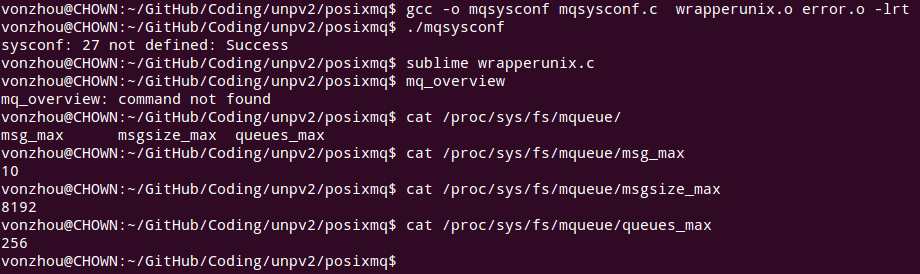 vonzhou@CHOWN:~/GitHub/Coding/unpv2/posixmq$ gcc -o mqsysconf mqsysconf.c  wrapperunix.o error.o -lrt
vonzhou@CHOWN:~/GitHub/Coding/unpv2/posixmq$ ./mqsysconf
sysconf: 27 not defined: Success
vonzhou@CHOWN:~/GitHub/Coding/unpv2/posixmq$ sublime wrapperunix.c
vonzhou@CHOWN:~/GitHub/Coding/unpv2/posixmq$ mq_overview
mq_overview: command not found
vonzhou@CHOWN:~/GitHub/Coding/unpv2/posixmq$ cat /proc/sys/fs/mqueue/
msg_max       msgsize_max  queues_max
vonzhou@CHOWN:~/GitHub/Coding/unpv2/posixmq$ cat /proc/sys/fs/mqueue/msg_max
10
vonzhou@CHOWN:~/GitHub/Coding/unpv2/posixmq$ cat /proc/sys/fs/mqueue/msgsize_max
8192
vonzhou@CHOWN:~/GitHub/Coding/unpv2/posixmq$ cat /proc/sys/fs/mqueue/queues_max
256
vonzhou@CHOWN:~/GitHub/Coding/unpv2/posixmq$